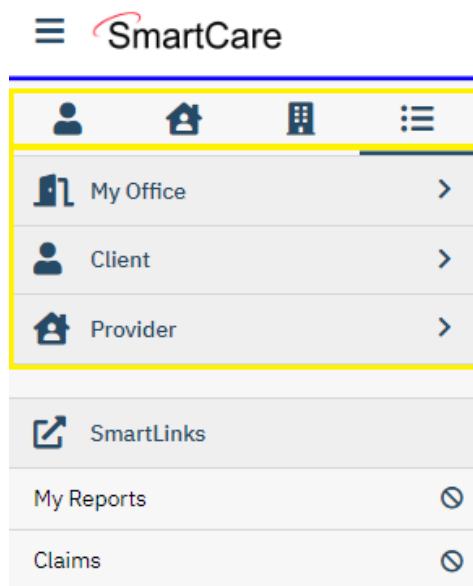 SmartCare
My Office
Client
Provider
SmartLinks
My Reports
Claims